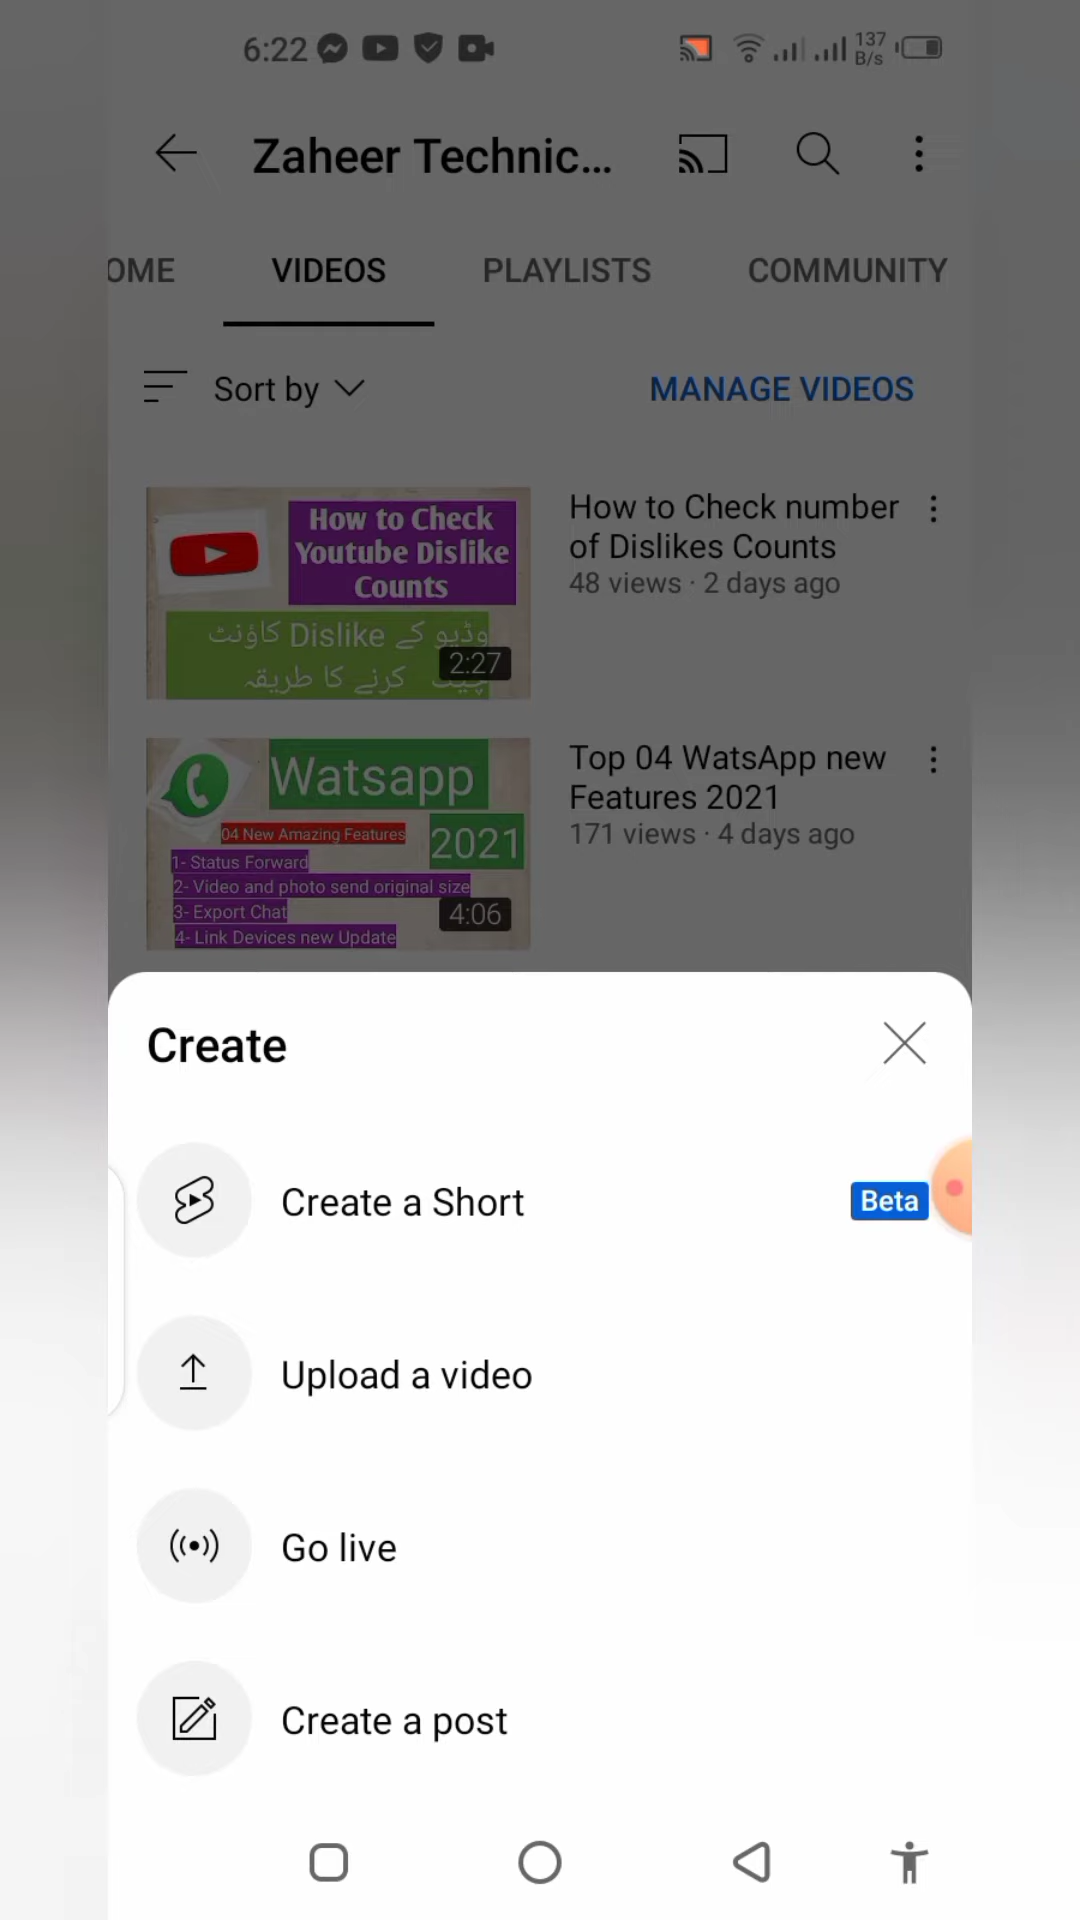 6:22
137
B/s
Zaheer Technic...
OME VIDEOS PLAYLISTS COMMUNITY
Sort by
MANAGE VIDEOS
How to Check
Youtube Dislike
Counts
وڈیو کے Dislike کاؤنٹ
چیک کرنے کا طریقہ
2:27
How to Check number
of Dislikes Counts
48 views · 2 days ago
Watsapp
04 New Amazing Features
2021
1- Status Forward
2- Video and photo send original size
3- Export Chat
4- Link Devices new Update
4:06
Top 04 WatsApp new
Features 2021
171 views · 4 days ago
Create
Create a Short
Beta
Upload a video
Go live
Create a post